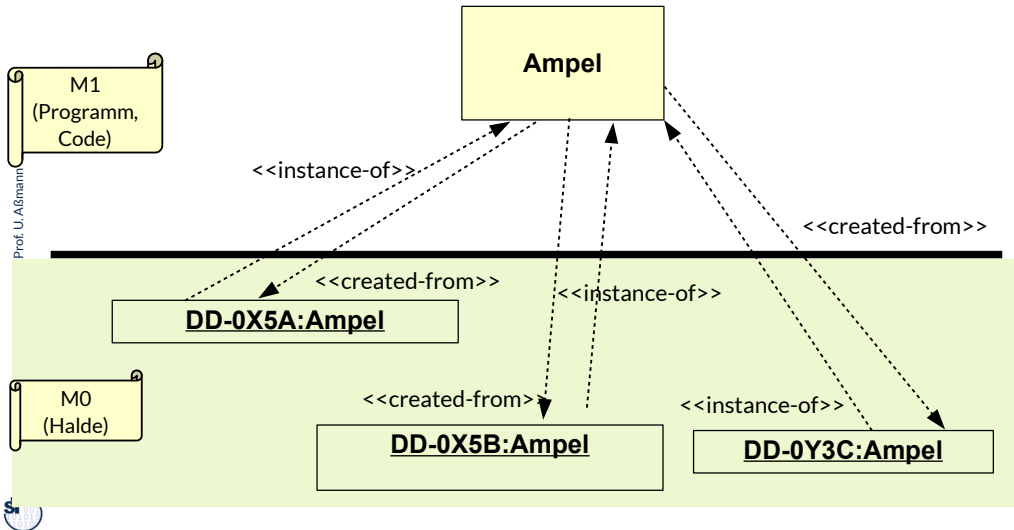 Ampel
M1
(Programm,
Code)
<<instance-of>>
Prof. U. Aßmann
<<created-from>>
<<created-from>>
<<instance-of>>
DD-0X5A:Ampel
M0
(Halde)
<<created-from>
<<instance-of>>
DD-0X5B:Ampel
DD-0Y3C:Ampel